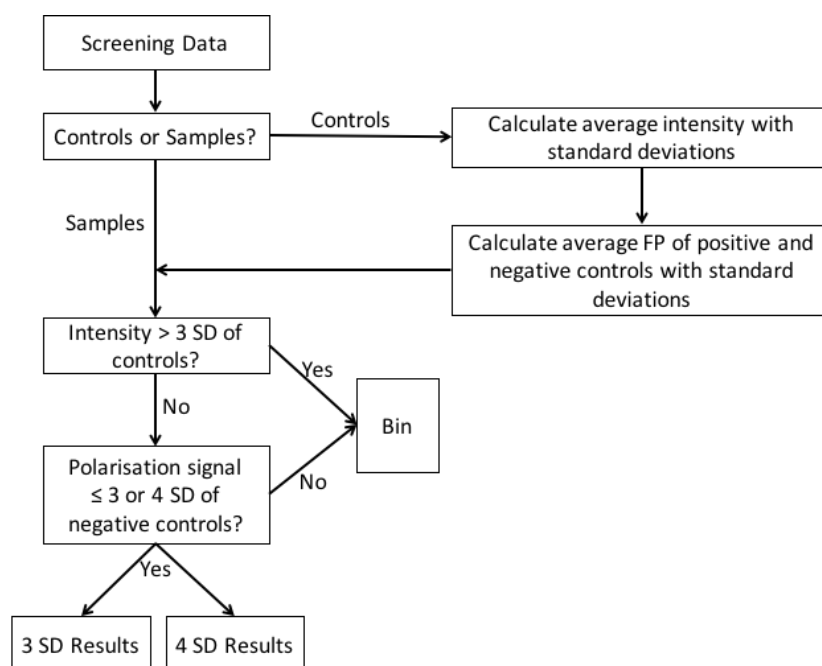 Screening Data
Controls or Samples?
Controls
Calculate average intensity with
standard deviations
Samples
Calculate average FP of positive and
negative controls with standard
deviations
Intensity > 3 SD of
controls?
Yes
No
Bin
Polarisation signal
≤ 3 or 4 SD of
negative controls?
No
Yes
3 SD Results
4 SD Results